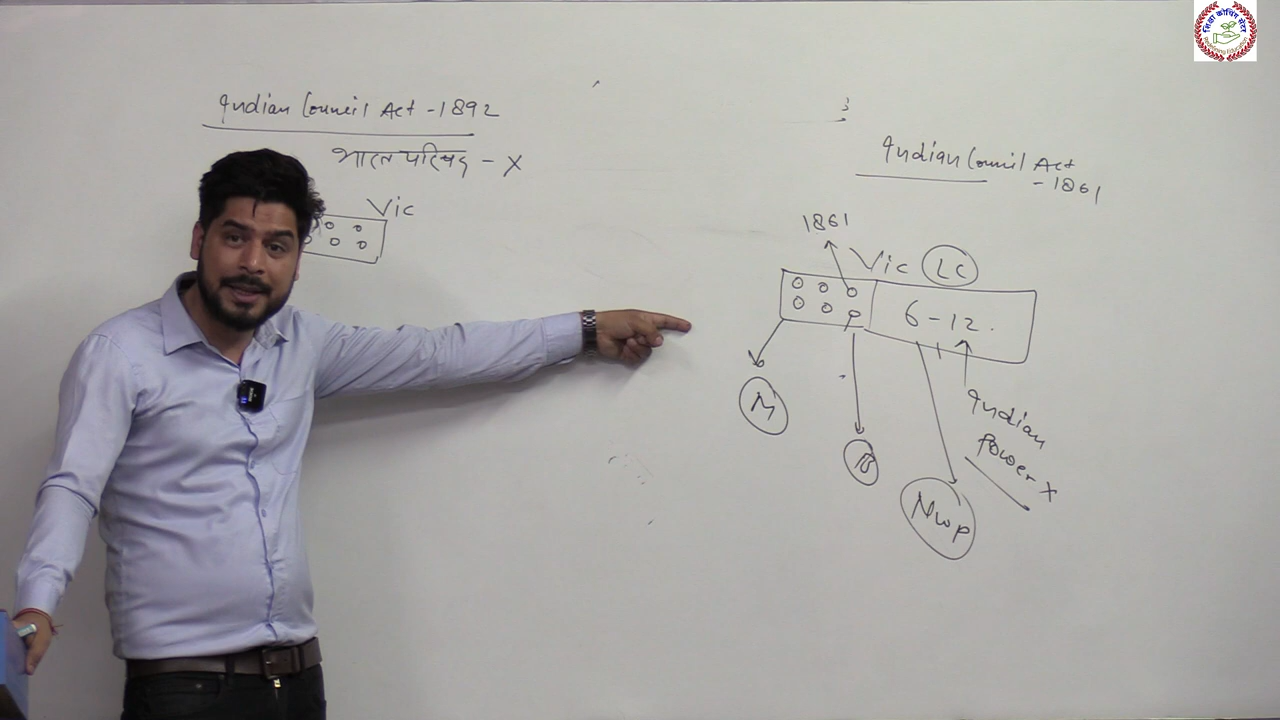 Indian Council Act - 1892
भारत परिषद - X
Vic
Indian Council Act
- 1861
1861
Vic LC
6-12.
M
B
NWP
Indian
Power X